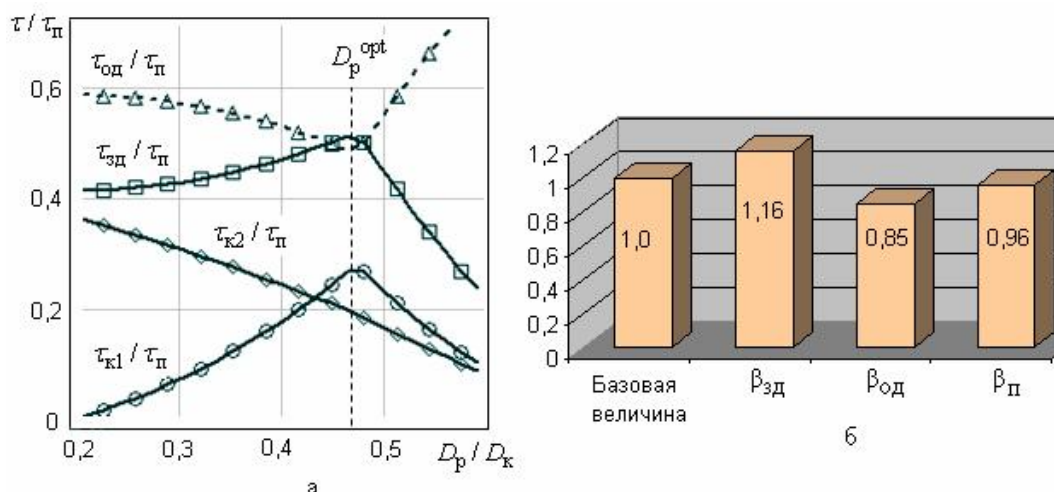 τ / τп
τод / τп
Dр opt
0,6
τзд / τп
0,4
τк2 / τп
0,2
τк1 / τп
0
0,2
0,3
0,4
0,5
Dр / Dк
а
1,2
1
0,8
0,6
0,4
0,2
0
1,0
1,16
0,85
0,96
Базовая
величина
βзд
βод
βп
б